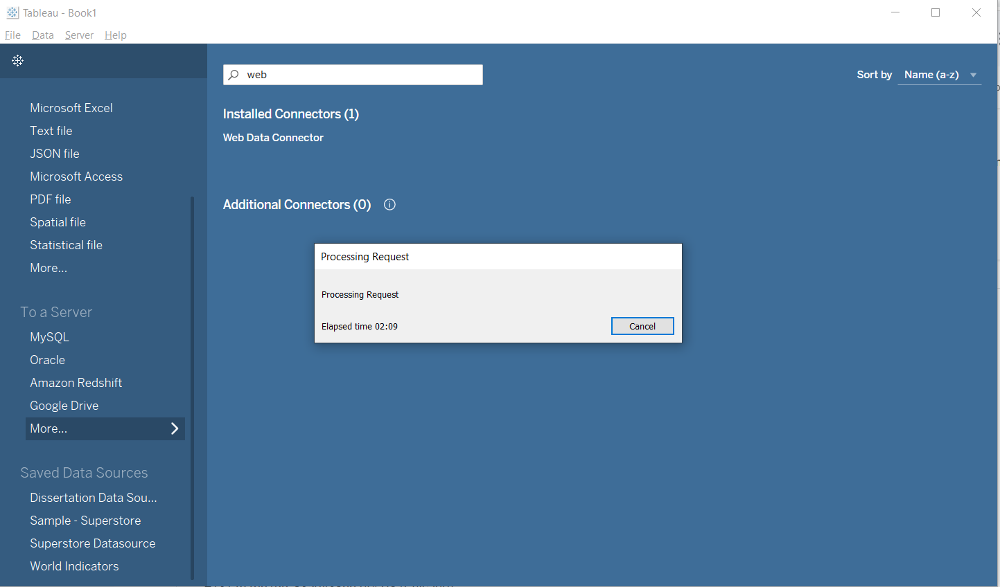 Tableau - Book1
File Data Server Help
web
Sort by Name (a-z)
Installed Connectors (1)
Web Data Connector
Additional Connectors (0)
Microsoft Excel
Text file
JSON file
Microsoft Access
PDF file
Spatial file
Statistical file
More...
To a Server
MySQL
Oracle
Amazon Redshift
Google Drive
More...
Saved Data Sources
Dissertation Data Sou...
Sample - Superstore
Superstore Datasource
World Indicators
Processing Request
Processing Request
Elapsed time 02:09
Cancel